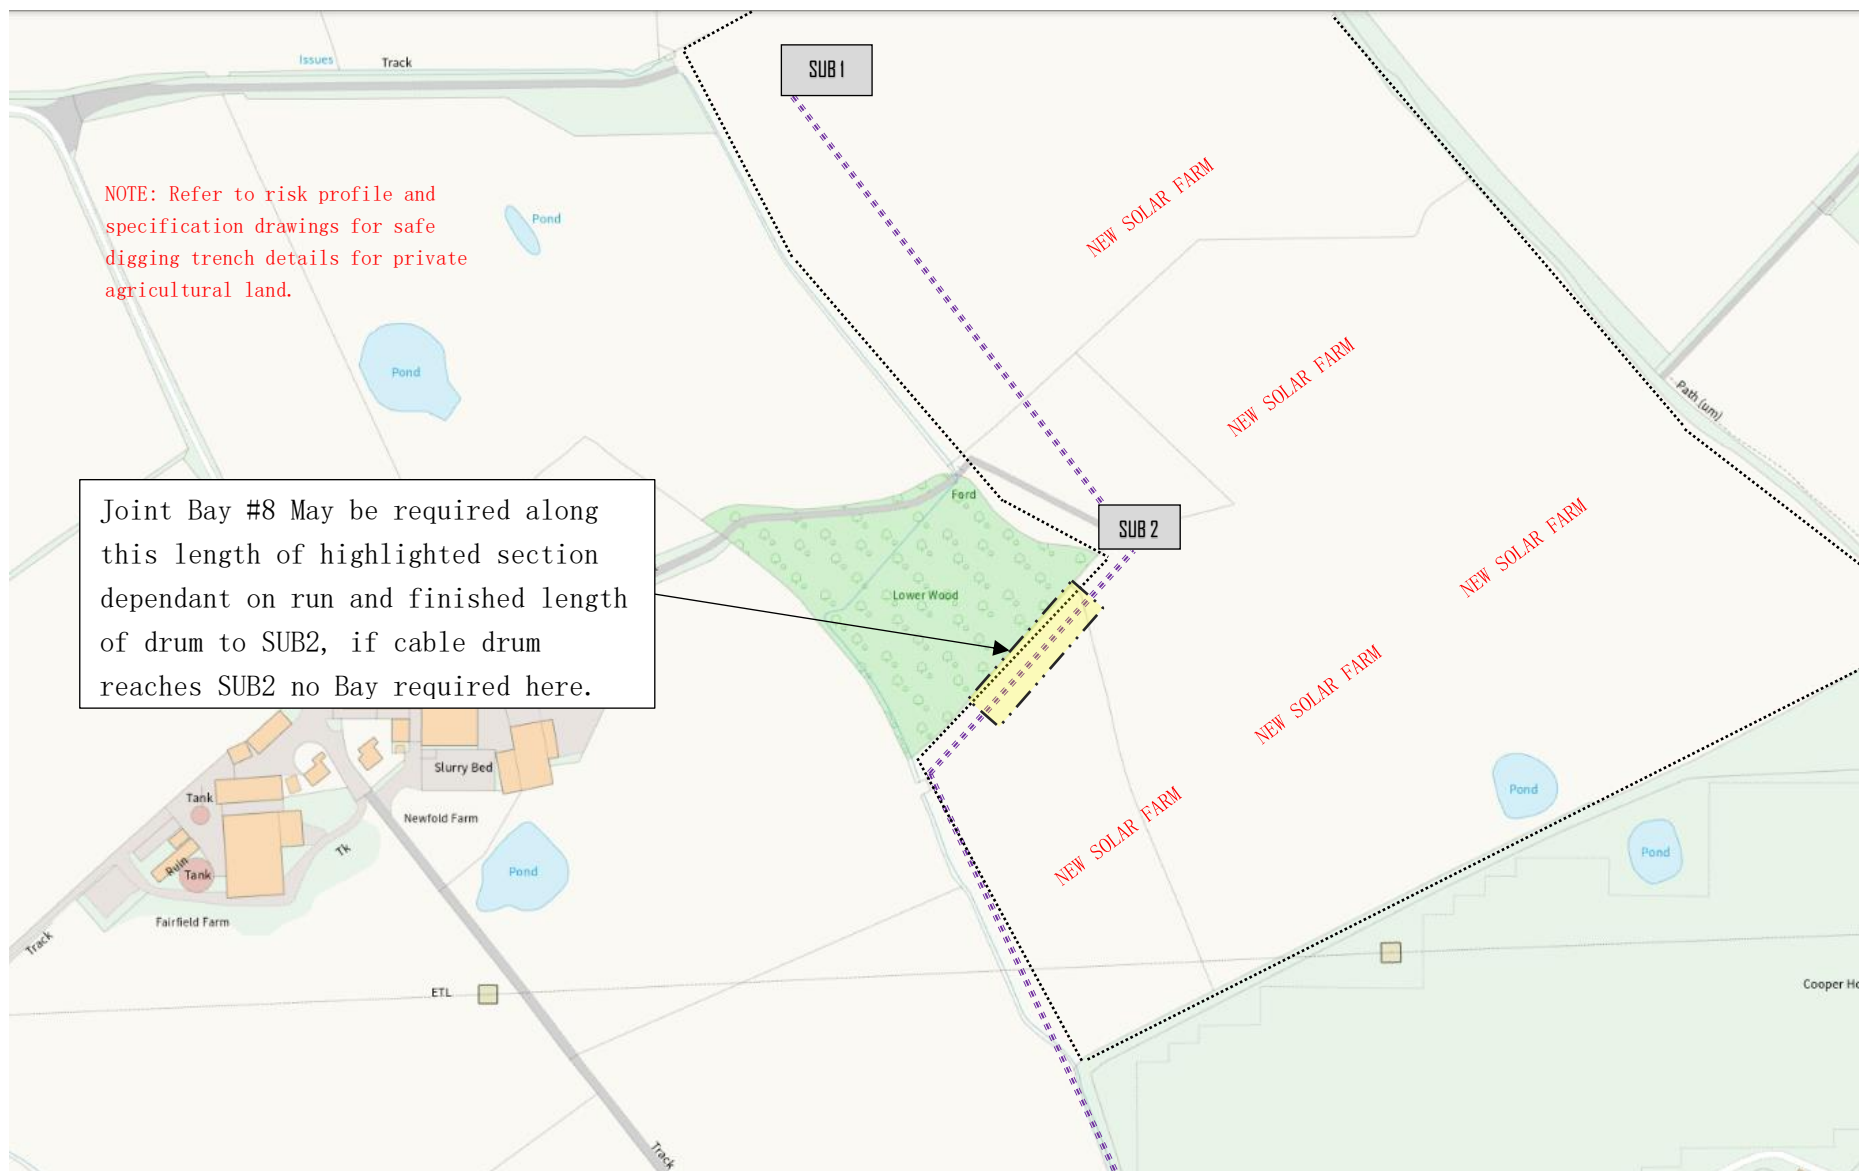 Issues
Track
SUB 1
NOTE: Refer to risk profile and
specification drawings for safe
digging trench details for private
agricultural land.
Pond
NEW SOLAR FARM
Pond
NEW SOLAR FARM
Path (um)
Joint Bay #8 May be required along
this length of highlighted section
dependant on run and finished length
of drum to SUB2, if cable drum
reaches SUB2 no Bay required here.
Ford
SUB 2
NEW SOLAR FARM
Lower Wood
NEW SOLAR FARM
Slurry Bed
Pond
Tank
Newfold Farm
NEW SOLAR FARM
Tk
Ruin
Tank
Pond
Pond
Fairfield Farm
Track
ETL
Cooper Ho
Track